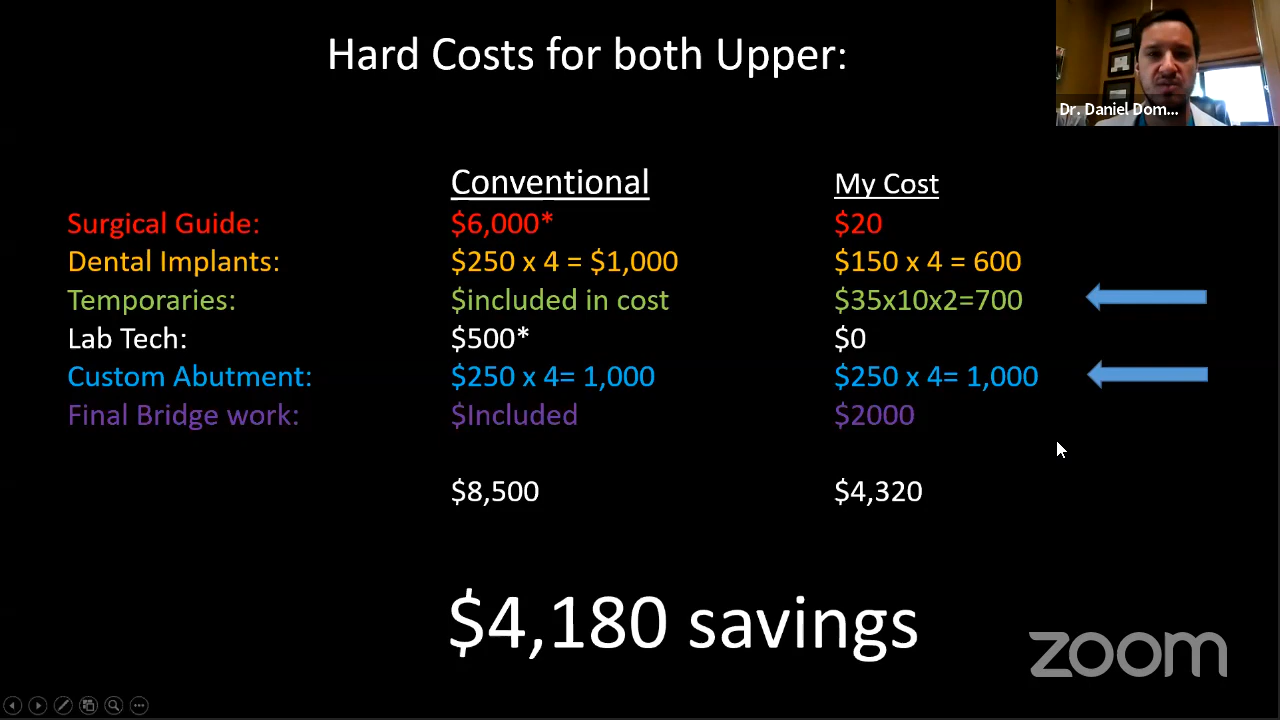 Hard Costs for both Upper:
Dr. Daniel Dom...
Conventional My Cost
Surgical Guide: $6,000* $20
Dental Implants: $250 x 4 = $1,000 $150 x 4 = 600
Temporaries: $included in cost $35x10x2=700
Lab Tech: $500* $0
Custom Abutment: $250 x 4= 1,000 $250 x 4= 1,000
Final Bridge work: $Included $2000
$8,500 $4,320
$4,180 savings
zoom